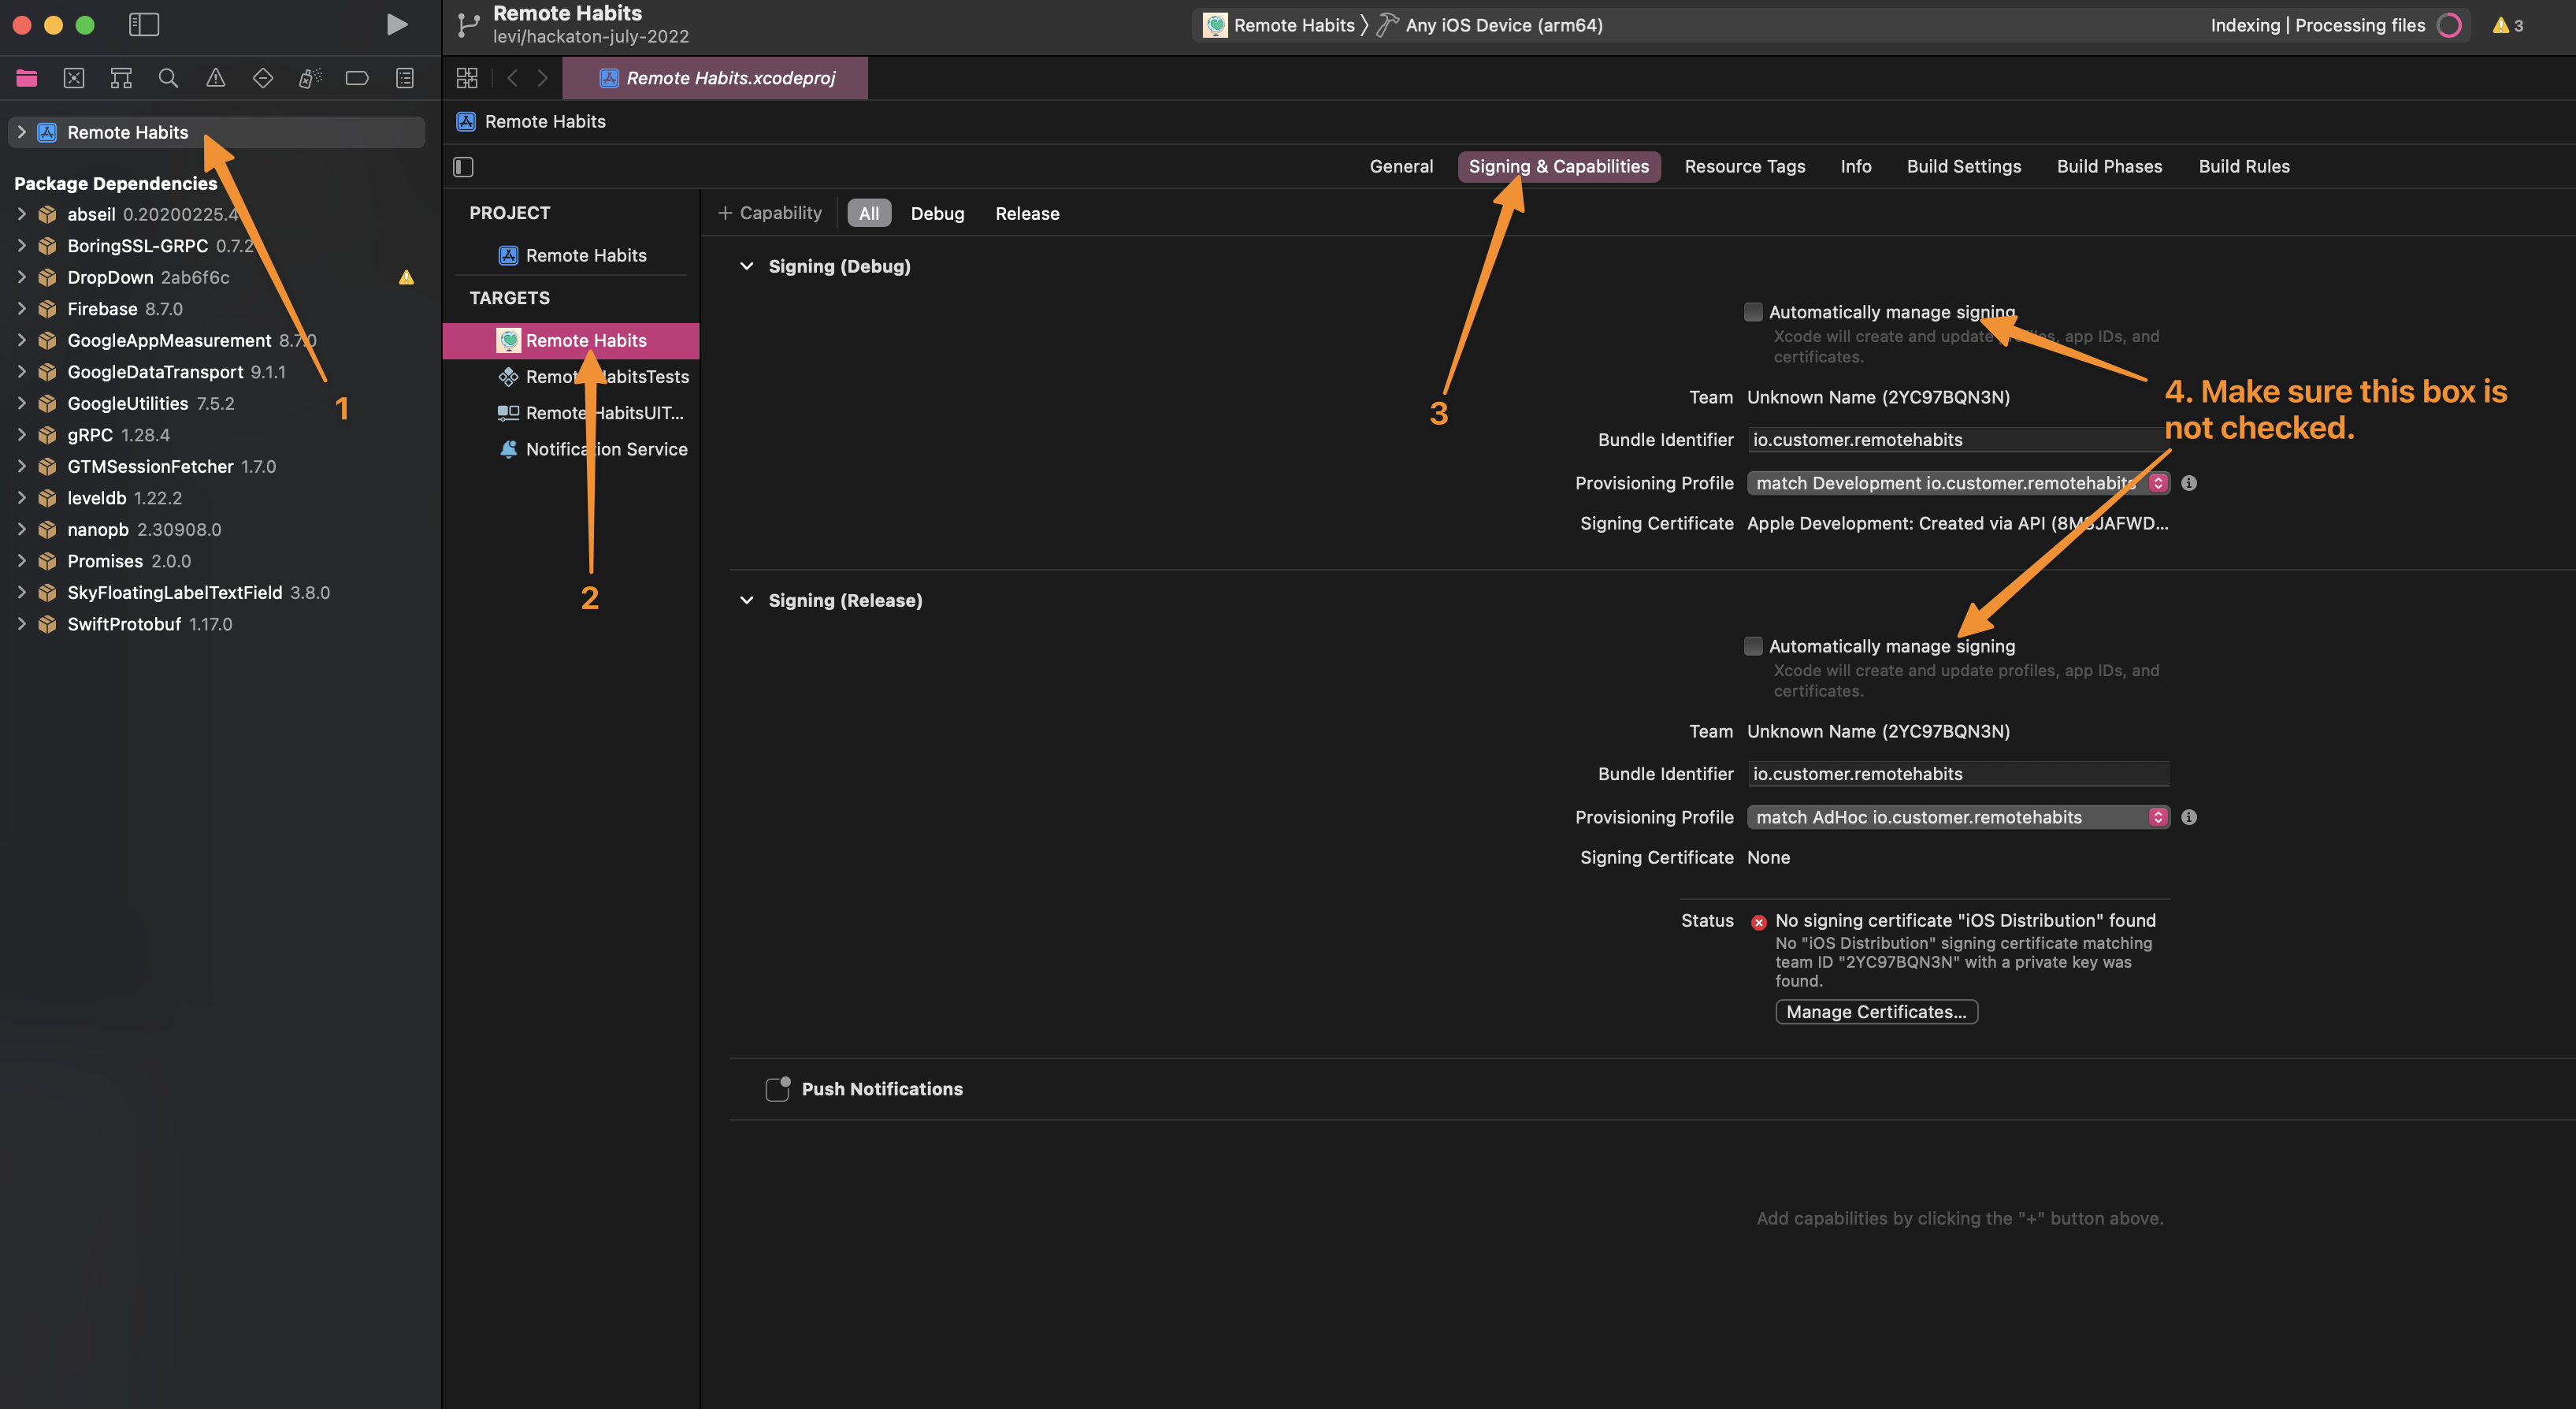 Remote Habits
levi/hackaton-july-2022
Remote Habits
Any iOS Device (arm64)
Indexing | Processing files
3
Remote Habits.xcodeproj
Remote Habits
Remote Habits
General
Signing & Capabilities
Resource Tags
Info
Build Settings
Build Phases
Build Rules
Package Dependencies
abseil 0.20200225.4
BoringSSL-GRPC 0.7.2
DropDown 2ab6f6c
Firebase 8.7.0
GoogleAppMeasurement 8.7.0
GoogleDataTransport 9.1.1
GoogleUtilities 7.5.2
gRPC 1.28.4
GTMSessionFetcher 1.7.0
leveldb 1.22.2
nanopb 2.30908.0
Promises 2.0.0
SkyFloatingLabelTextField 3.8.0
SwiftProtobuf 1.17.0
1
PROJECT
Remote Habits
TARGETS
Remote Habits
Remote HabitsTests
Remote HabitsUIT...
Notification Service
2
+ Capability
All
Debug
Release
3
Signing (Debug)
Automatically manage signing
Xcode will create and update profiles, app IDs, and
certificates.
Team Unknown Name (2YC97BQN3N)
Bundle Identifier io.customer.remotehabits
Provisioning Profile match Development io.customer.remotehabits
Signing Certificate Apple Development: Created via API (8M3JAFWD...
4. Make sure this box is
not checked.
Signing (Release)
Automatically manage signing
Xcode will create and update profiles, app IDs, and
certificates.
Team Unknown Name (2YC97BQN3N)
Bundle Identifier io.customer.remotehabits
Provisioning Profile match AdHoc io.customer.remotehabits
Signing Certificate None
Status No signing certificate "iOS Distribution" found
No "iOS Distribution" signing certificate matching
team ID "2YC97BQN3N" with a private key was
found.
Manage Certificates...
Push Notifications
Add capabilities by clicking the "+" button above.